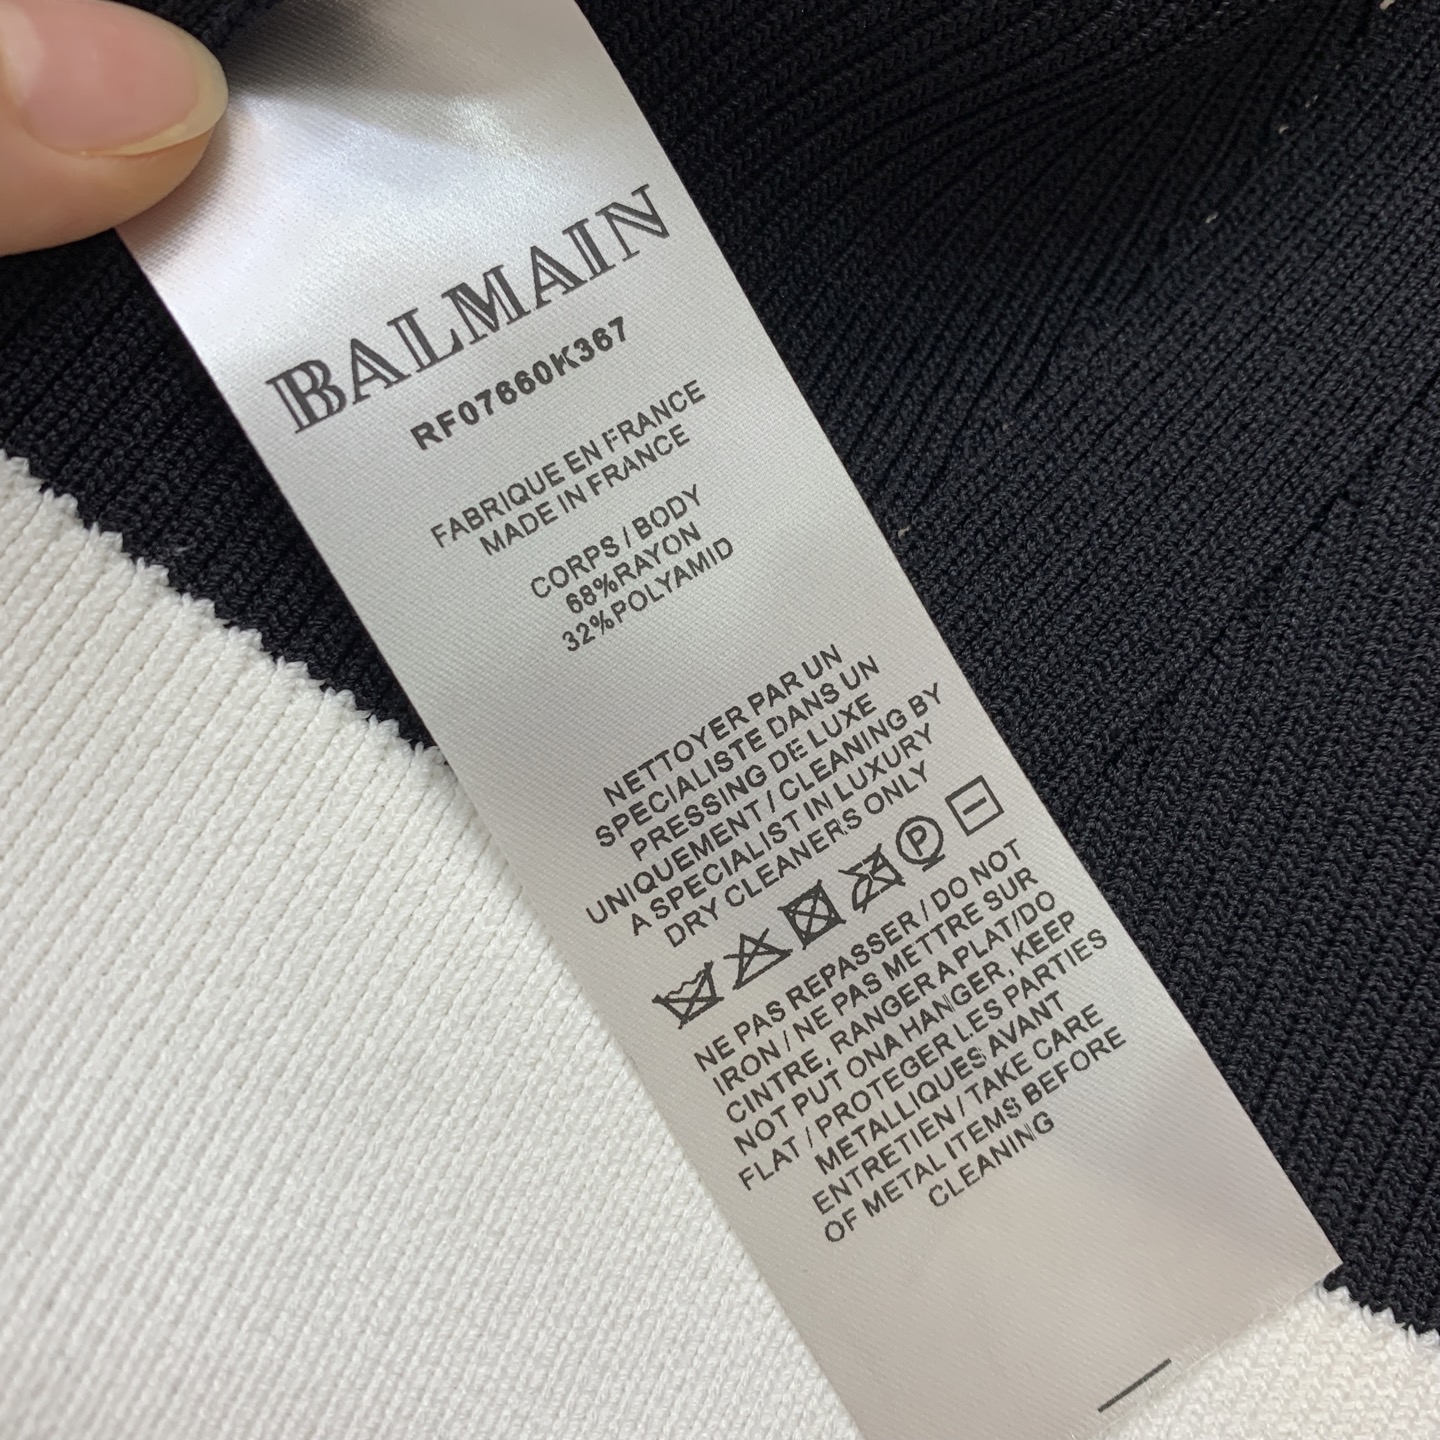 BALMAIN
RF07660K367
FABRIQUE EN FRANCE
MADE IN FRANCE
CORPS / BODY
68%RAYON
32%POLYAMID
NETTOYER PAR UN
SPECIALISTE DANS UN
PRESSING DE LUXE
UNIQUEMENT / CLEANING BY
A SPECIALIST IN LUXURY
DRY CLEANERS ONLY
P
NE PAS REPASSER / DO NOT
IRON / NE PAS METTRE SUR
CINTRE, RANGER A PLAT/DO
NOT PUT ONA HANGER, KEEP
FLAT / PROTEGER LES PARTIES
METALLIQUES AVANT
ENTRETIEN / TAKE CARE
OF METAL ITEMS BEFORE
CLEANING